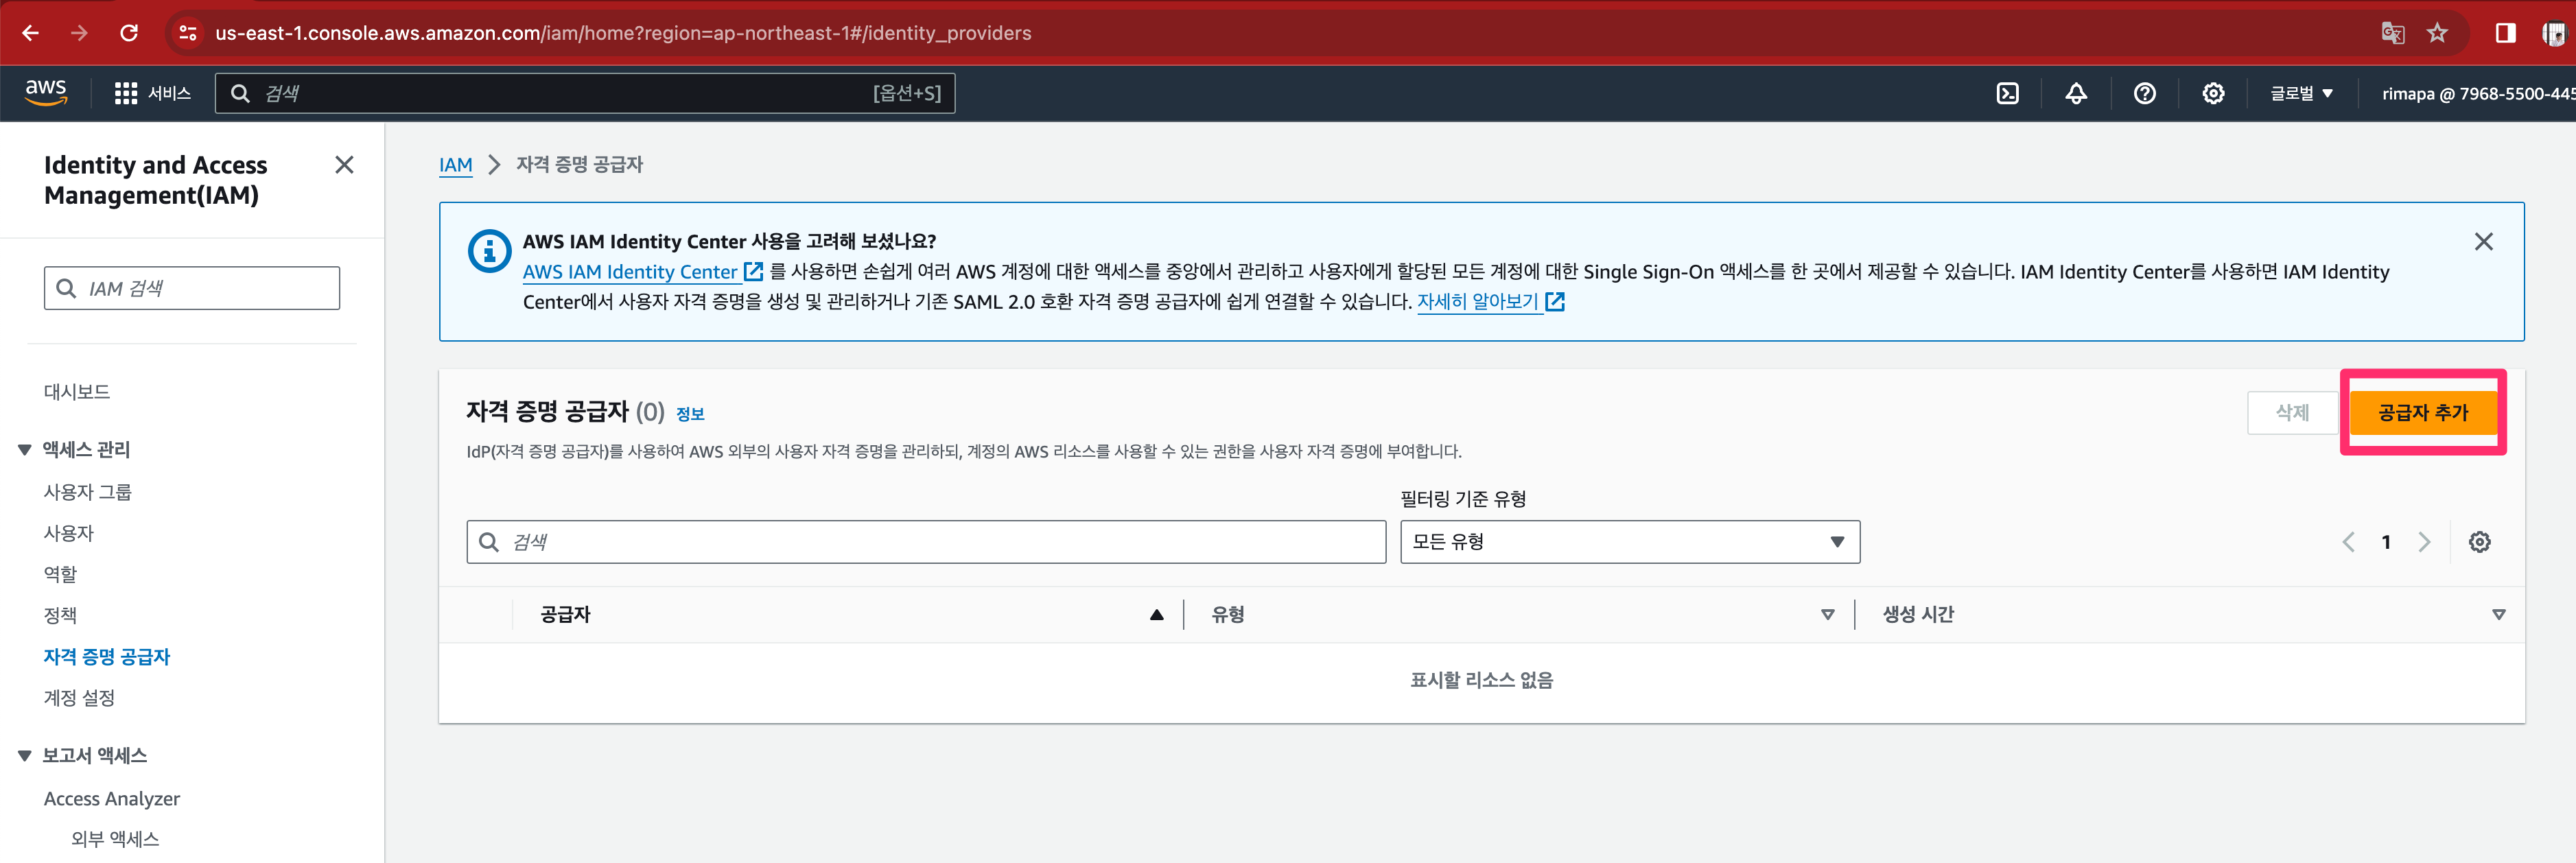 us-east-1.console.aws.amazon.com/iam/home?region=ap-northeast-1#/identity_providers
aws
서비스
검색
[옵션+S]
글로벌
rimapa @ 7968-5500-445
Identity and Access
Management(IAM)
IAM 검색
대시보드
액세스 관리
사용자 그룹
사용자
역할
정책
자격 증명 공급자
계정 설정
보고서 액세스
Access Analyzer
외부 액세스
IAM
자격 증명 공급자
AWS IAM Identity Center 사용을 고려해 보셨나요?
AWS IAM Identity Center 를 사용하면 손쉽게 여러 AWS 계정에 대한 액세스를 중앙에서 관리하고 사용자에게 할당된 모든 계정에 대한 Single Sign-On 액세스를 한 곳에서 제공할 수 있습니다. IAM Identity Center를 사용하면 IAM Identity
Center에서 사용자 자격 증명을 생성 및 관리하거나 기존 SAML 2.0 호환 자격 증명 공급자에 쉽게 연결할 수 있습니다. 자세히 알아보기
자격 증명 공급자 (0) 정보
삭제
공급자 추가
IdP(자격 증명 공급자)를 사용하여 AWS 외부의 사용자 자격 증명을 관리하되, 계정의 AWS 리소스를 사용할 수 있는 권한을 사용자 자격 증명에 부여합니다.
필터링 기준 유형
검색
모든 유형
1
공급자
유형
생성 시간
표시할 리소스 없음